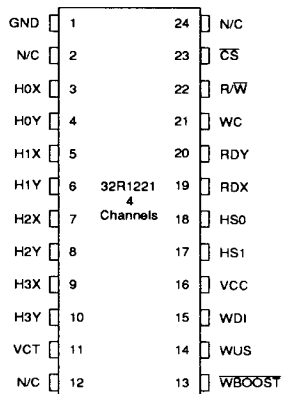 GND 1 24 N/C
N/C 2 23 C̅S̅
H0X 3 22 R/W̅
H0Y 4 21 WC
H1X 5 20 RDY
H1Y 6 32R1221 19 RDX
H2X 7 4 Channels 18 HS0
H2Y 8 17 HS1
H3X 9 16 VCC
H3Y 10 15 WDI
VCT 11 14 WUS
N/C 12 13 W̅B̅O̅O̅S̅T̅